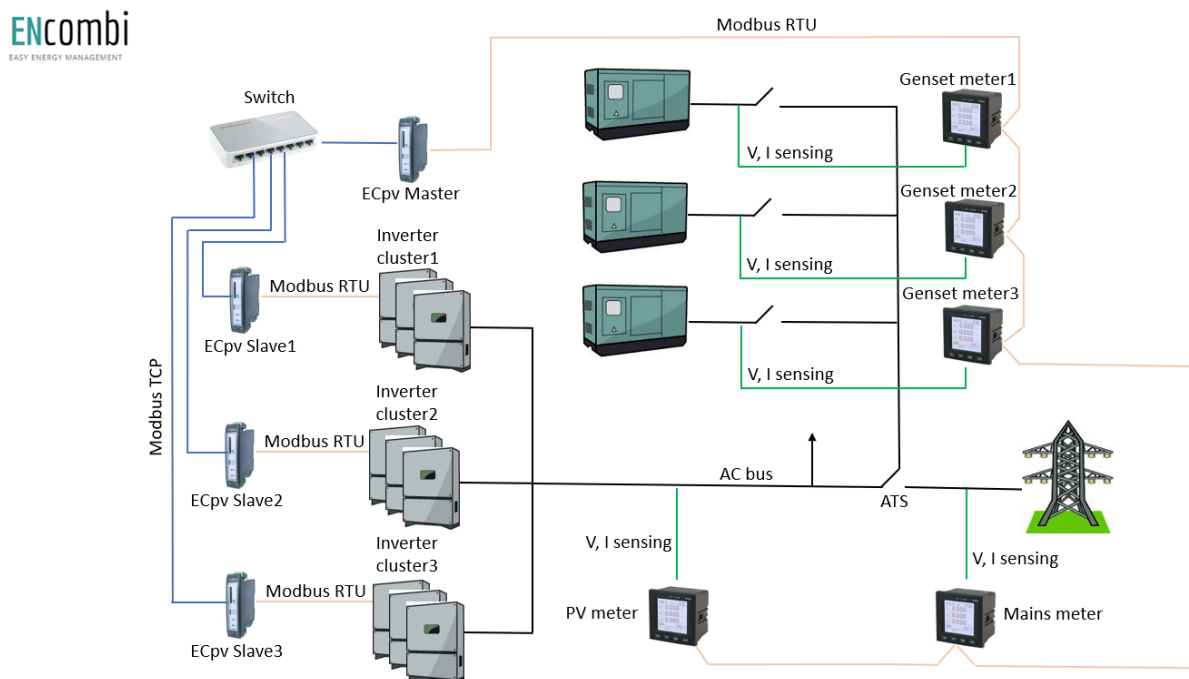 ENcombi
EASY ENERGY MANAGEMENT
Modbus RTU
Switch
Genset meter1
V, I sensing
ECpv Master
Genset meter2
Inverter
cluster1
V, I sensing
Modbus RTU
Genset meter3
ECpv Slave1
V, I sensing
Modbus TCP
Inverter
cluster2
Modbus RTU
AC bus
ATS
ECpv Slave2
V, I sensing
Inverter
cluster3
V, I sensing
Modbus RTU
PV meter
Mains meter
ECpv Slave3